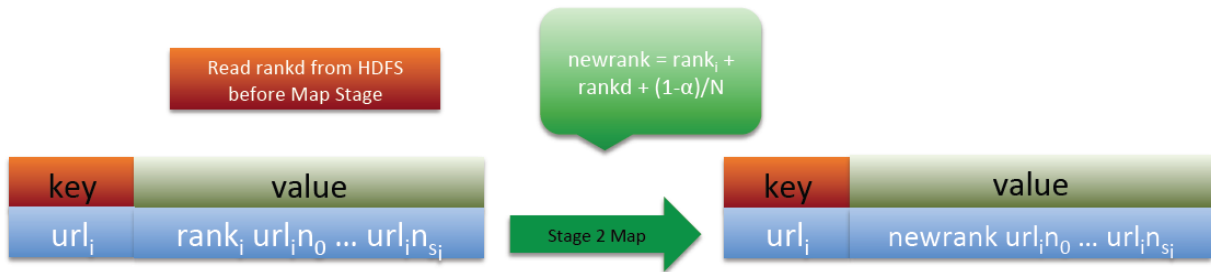 Read rankd from HDFS
before Map Stage
newrank = rankᵢ +
rankd + (1-α)/N
key value
urlᵢ rankᵢ urlᵢn₀ ... urlᵢnₛᵢ
Stage 2 Map
key value
urlᵢ newrank urlᵢn₀ ... urlᵢnₛᵢ